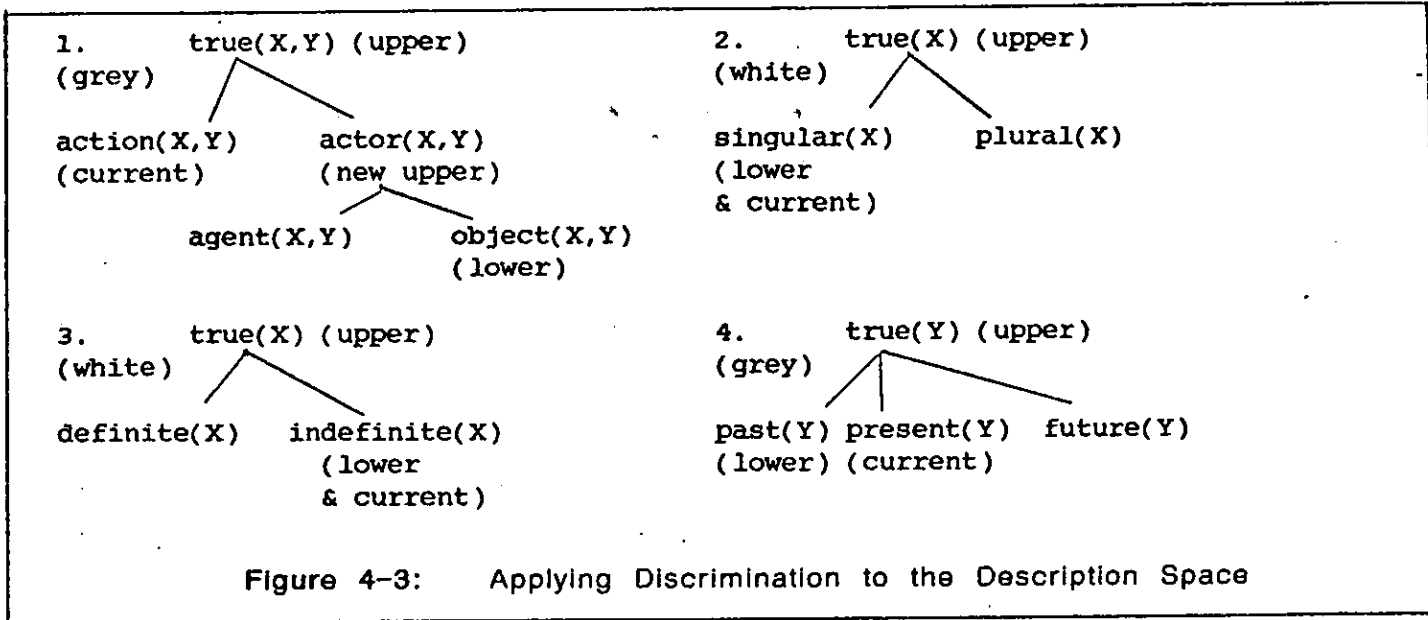 1. true(X,Y) (upper)
(grey)
action(X,Y) actor(X,Y)
(current) (new upper)
agent(X,Y) object(X,Y)
(lower)
2. true(X) (upper)
(white)
singular(X) plural(X)
(lower
& current)
3. true(X) (upper)
(white)
definite(X) indefinite(X)
(lower
& current)
4. true(Y) (upper)
(grey)
past(Y) present(Y) future(Y)
(lower) (current)
Figure 4-3: Applying Discrimination to the Description Space